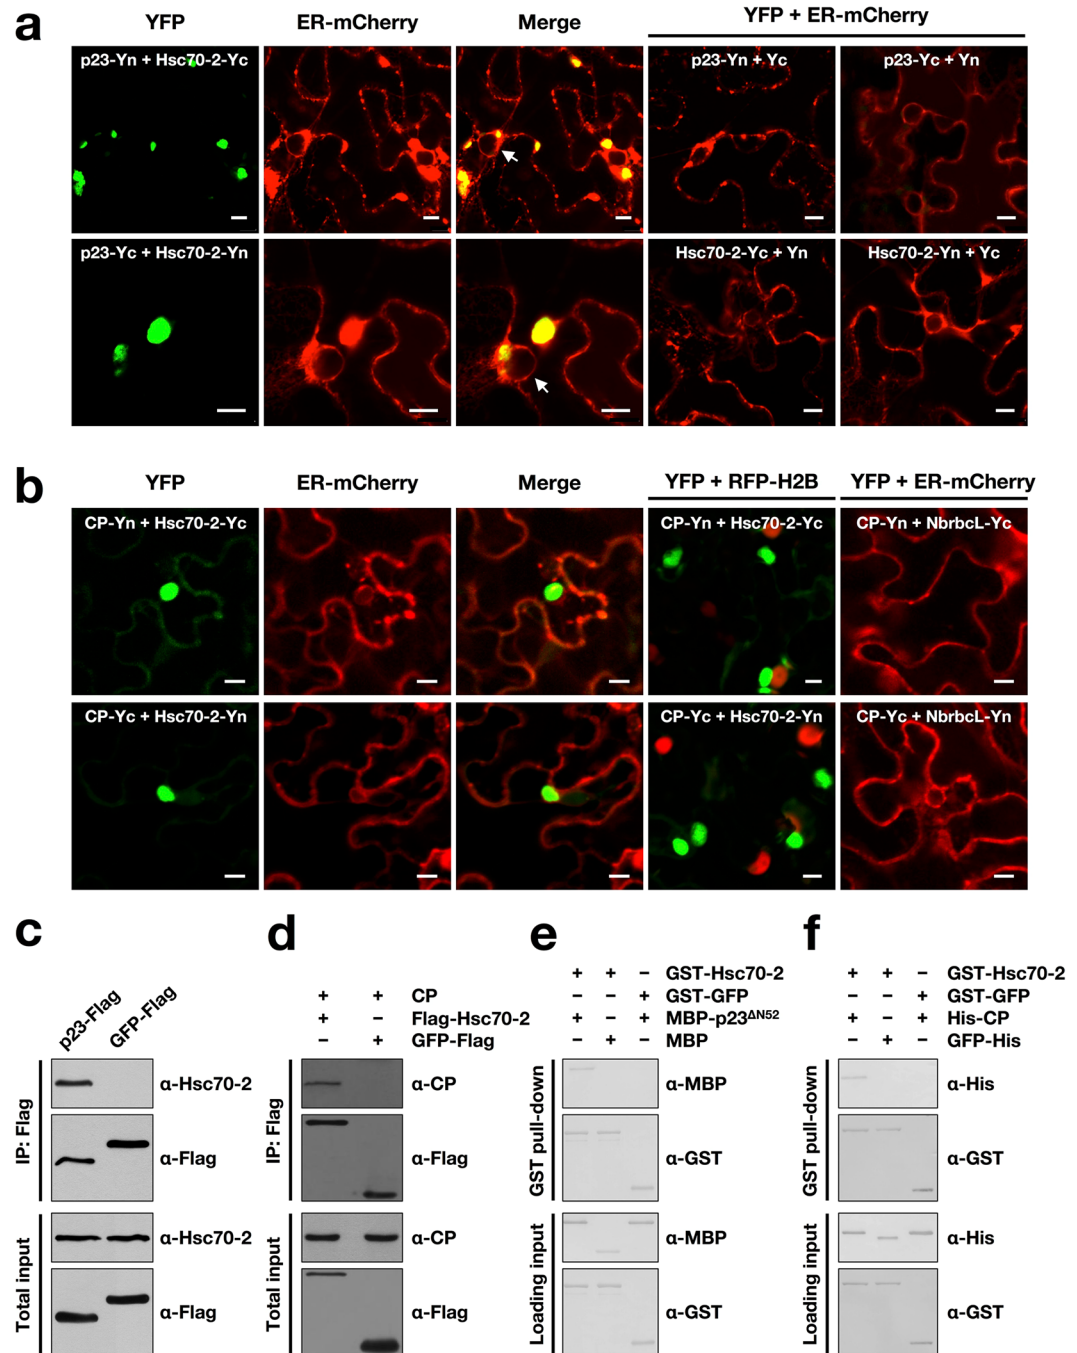 a
YFP ER-mCherry Merge YFP + ER-mCherry
p23-Yn + Hsc70-2-Yc p23-Yn + Yc p23-Yc + Yn
p23-Yc + Hsc70-2-Yn Hsc70-2-Yc + Yn Hsc70-2-Yn + Yc
b
YFP ER-mCherry Merge YFP + RFP-H2B YFP + ER-mCherry
CP-Yn + Hsc70-2-Yc CP-Yn + Hsc70-2-Yc CP-Yn + NbrbcL-Yc
CP-Yc + Hsc70-2-Yn CP-Yc + Hsc70-2-Yn CP-Yc + NbrbcL-Yn
c
p23-Flag GFP-Flag
IP: Flag
α-Hsc70-2
α-Flag
Total input
α-Hsc70-2
α-Flag
d
+ + CP
+ – Flag-Hsc70-2
– + GFP-Flag
IP: Flag
α-CP
α-Flag
Total input
α-CP
α-Flag
e
+ + – GST-Hsc70-2
– – + GST-GFP
+ – + MBP-p23ΔN52
– + – MBP
GST pull-down
α-MBP
α-GST
Loading input
α-MBP
α-GST
f
+ + – GST-Hsc70-2
– – + GST-GFP
+ – + His-CP
– + – GFP-His
GST pull-down
α-His
α-GST
Loading input
α-His
α-GST